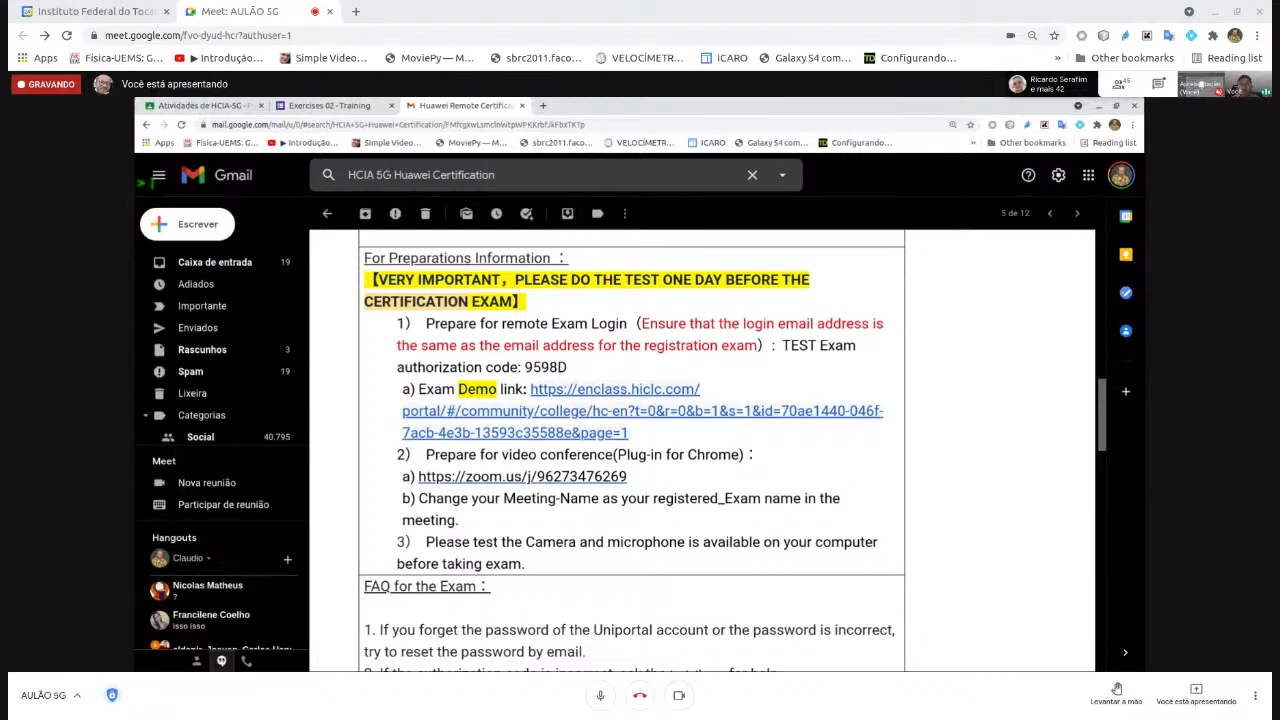 Instituto Federal do Tocan
Meet: AULÃO 5G
meet.google.com/fvo-dyud-hcr?authuser=1
Apps
Física-UEMS: G...
▶ Introdução...
Simple Video...
MoviePy — M...
sbrc2011.faco...
VELOCÍMETR...
ICARO
Galaxy S4 com...
Configurando...
» Other bookmarks
Reading list
GRAVANDO
Você está apresentando
Ricardo Serafim
e mais 42
45
Você
Atividades de HCIA-5G - P
Exercises 02 - Training
Huawei Remote Certifica
Apps
Física-UEMS: G...
▶ Introdução...
Simple Video...
MoviePy — M...
sbrc2011.faco...
VELOCÍMETR...
ICARO
Galaxy S4 com...
Configurando...
» Other bookmarks
Reading list
Gmail
HCIA 5G Huawei Certification
Escrever
5 de 12
Caixa de entrada 19
Adiados
Importante
Enviados
Rascunhos 3
Spam 19
Lixeira
Categorias
Social 40.795
Meet
Nova reunião
Participar de reunião
Hangouts
Claudio
Nicolas Matheus
?
Francilene Coelho
isso isso
For Preparations Information ：
【VERY IMPORTANT，PLEASE DO THE TEST ONE DAY BEFORE THE
CERTIFICATION EXAM】
1） Prepare for remote Exam Login（Ensure that the login email address is
the same as the email address for the registration exam）: TEST Exam
authorization code: 9598D
a) Exam Demo link: https://enclass.hiclc.com/
portal/#/community/college/hc-en?t=0&r=0&b=1&s=1&id=70ae1440-046f-
7acb-4e3b-13593c35588e&page=1
2） Prepare for video conference(Plug-in for Chrome)：
a) https://zoom.us/j/96273476269
b) Change your Meeting-Name as your registered_Exam name in the
meeting.
3） Please test the Camera and microphone is available on your computer
before taking exam.
FAQ for the Exam：
1. If you forget the password of the Uniportal account or the password is incorrect,
try to reset the password by email.
AULÃO 5G
Levantar a mão
Você está apresentando